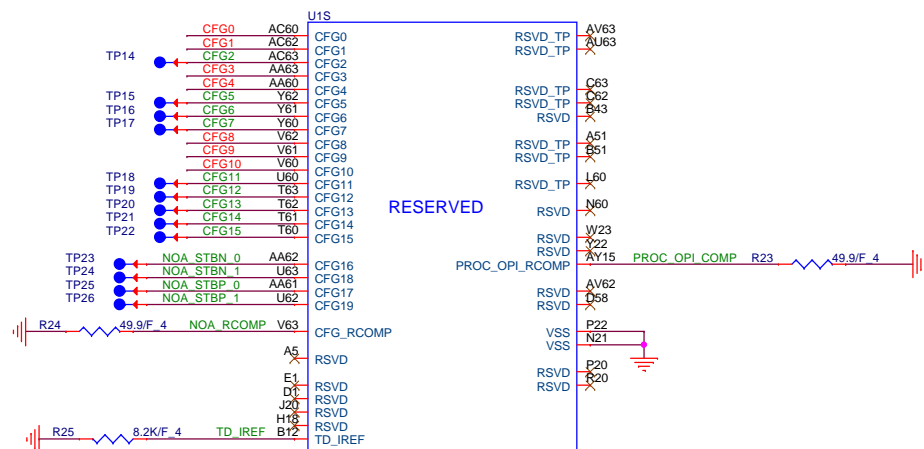 U1S
CFG0 AC60 CFG0 RSVD_TP AV63
CFG1 AC62 CFG1 RSVD_TP AU63
TP14 CFG2 AC63 CFG2
CFG3 AA63 CFG3
CFG4 AA60 CFG4 RSVD_TP C63
TP15 CFG5 Y62 CFG5 RSVD_TP C62
TP16 CFG6 Y61 CFG6 RSVD B43
TP17 CFG7 Y60 CFG7
CFG8 V62 CFG8 RSVD_TP A51
CFG9 V61 CFG9 RSVD_TP B51
CFG10 V60 CFG10
TP18 CFG11 U60 CFG11 RSVD_TP L60
TP19 CFG12 T63 CFG12
TP20 CFG13 T62 CFG13 RESERVED RSVD N60
TP21 CFG14 T61 CFG14
TP22 CFG15 T60 CFG15 RSVD W23
RSVD Y22
TP23 NOA_STBN_0 AA62 CFG16 PROC_OPI_RCOMP AY15 PROC_OPI_COMP R23 49.9/F_4
TP24 NOA_STBN_1 U63 CFG18
TP25 NOA_STBP_0 AA61 CFG17 RSVD AV62
TP26 NOA_STBP_1 U62 CFG19 RSVD D58
R24 49.9/F_4 NOA_RCOMP V63 CFG_RCOMP VSS P22
VSS N21
A5 RSVD
RSVD P20
E1 RSVD RSVD R20
D1 RSVD
J20 RSVD
H18 RSVD
R25 8.2K/F_4 TD_IREF B12 TD_IREF